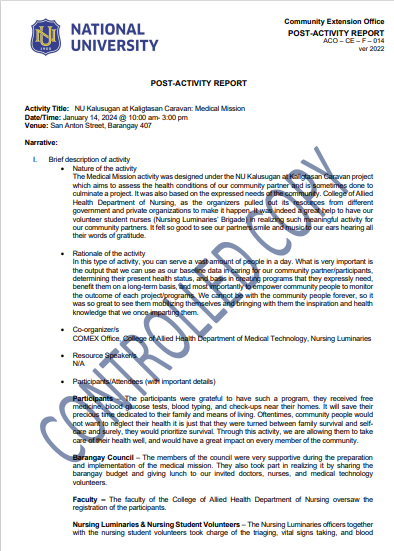 NATIONAL
UNIVERSITY
Community Extension Office
POST-ACTIVITY REPORT
ACO – CE – F – 014
ver 2022
POST-ACTIVITY REPORT
Activity Title: NU Kalusugan at Kaligtasan Caravan: Medical Mission
Date/Time: January 14, 2024 @ 10:00 am- 3:00 pm
Venue: San Anton Street, Barangay 407
Narrative:
I. Brief description of activity
• Nature of the activity
The Medical Mission activity was designed under the NU Kalusugan at Kaligtasan Caravan project
which aims to assess the health conditions of our community partner and is sometimes done to
culminate a project. It was also based on the expressed needs of the community. College of Allied
Health Department of Nursing, as the organizers pulled out its resources from different
government and private organizations to make it happen. It was indeed a great help to have our
volunteer student nurses (Nursing Luminaries' Brigade) in realizing such meaningful activity for
our community partners. It felt so good to see our partners smile and music to our ears hearing all
their words of gratitude.
• Rationale of the activity
In this type of activity, you can serve a vast amount of people in a day. What is very important is
the output that we can use as our baseline data in caring for our community partner/participants,
determining their present health status, and basis in creating programs that they expressly need,
benefit them on a long-term basis, and most importantly to empower community people to monitor
the outcome of each project/programs. We cannot be with the community people forever, so it
was so great to see them mobilizing themselves and bringing with them the inspiration and health
knowledge that we once imparting them.
• Co-organizer/s
COMEX Office, College of Allied Health Department of Medical Technology, Nursing Luminaries
• Resource Speaker/s
N/A
• Participants/Attendees (with important details)
Participants – The participants were grateful to have such a program, they received free
medicine, blood glucose tests, blood typing, and check-ups near their homes. It will save their
precious time dedicated to their family and means of living. Oftentimes, community people would
not want to neglect their health it is just that they were turned between family survival and self-
care and surely, they would prioritize survival. Through this activity, we are allowing them to take
care of their health well, and would have a great impact on every member of the community.
Barangay Council – The members of the council were very supportive during the preparation
and implementation of the medical mission. They also took part in realizing it by sharing the
barangay budget and giving lunch to our invited doctors, nurses, and medical technology
volunteers.
Faculty – The faculty of the College of Allied Health Department of Nursing oversaw the
registration of the participants.
Nursing Luminaries & Nursing Student Volunteers – The Nursing Luminaries officers together
with the nursing student volunteers took charge of the triaging, vital signs taking, and blood
CONTROLLED COPY